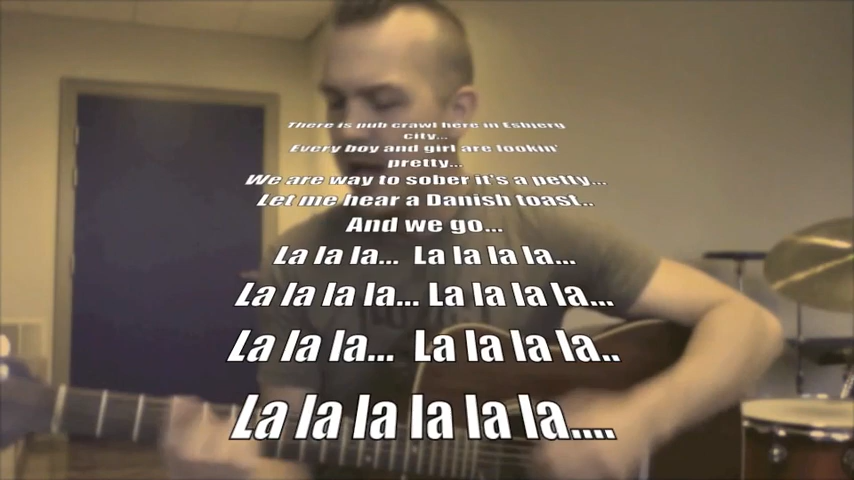 There is pub crawl here in Esbjerg
city...
Every boy and girl are lookin'
pretty...
We are way to sober it's a petty...
Let me hear a Danish toast..
And we go...
La la la... La la la la...
La la la la... La la la la...
La la la... La la la la..
La la la la la la....